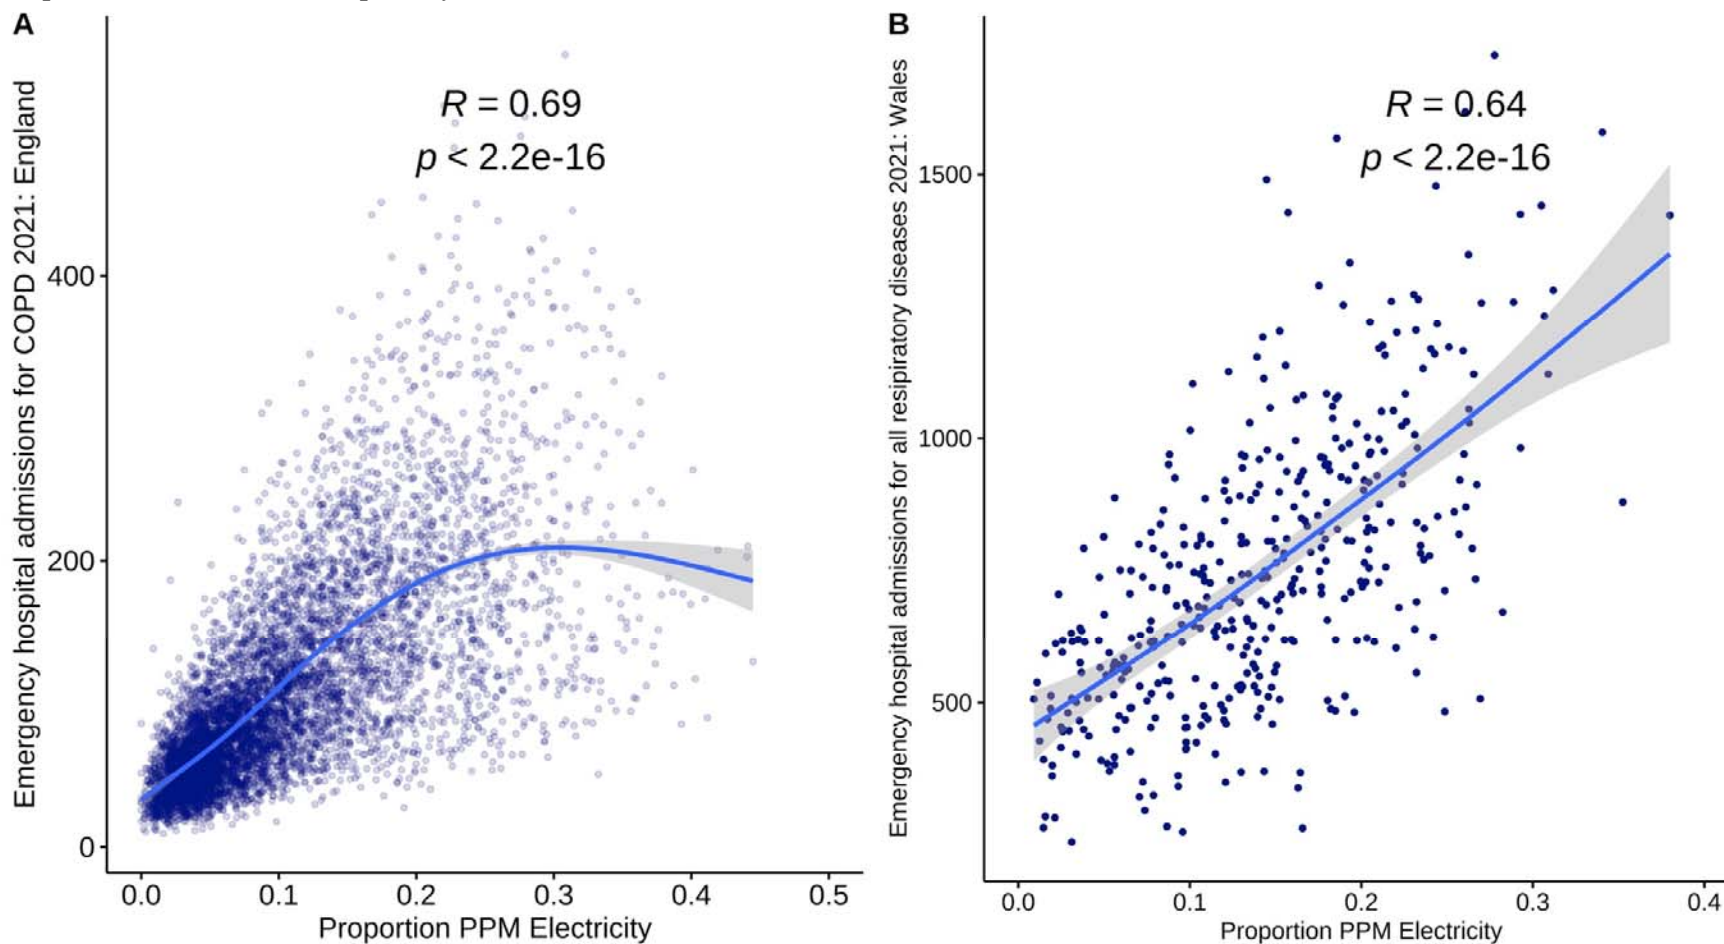 A
R = 0.69
p < 2.2e-16
Emergency hospital admissions for COPD 2021: England
400
200
0
0.0 0.1 0.2 0.3 0.4 0.5
Proportion PPM Electricity
B
R = 0.64
p < 2.2e-16
Emergency hospital admissions for all resipiratory diseases 2021: Wales
1500
1000
500
0.0 0.1 0.2 0.3 0.4
Proportion PPM Electricity